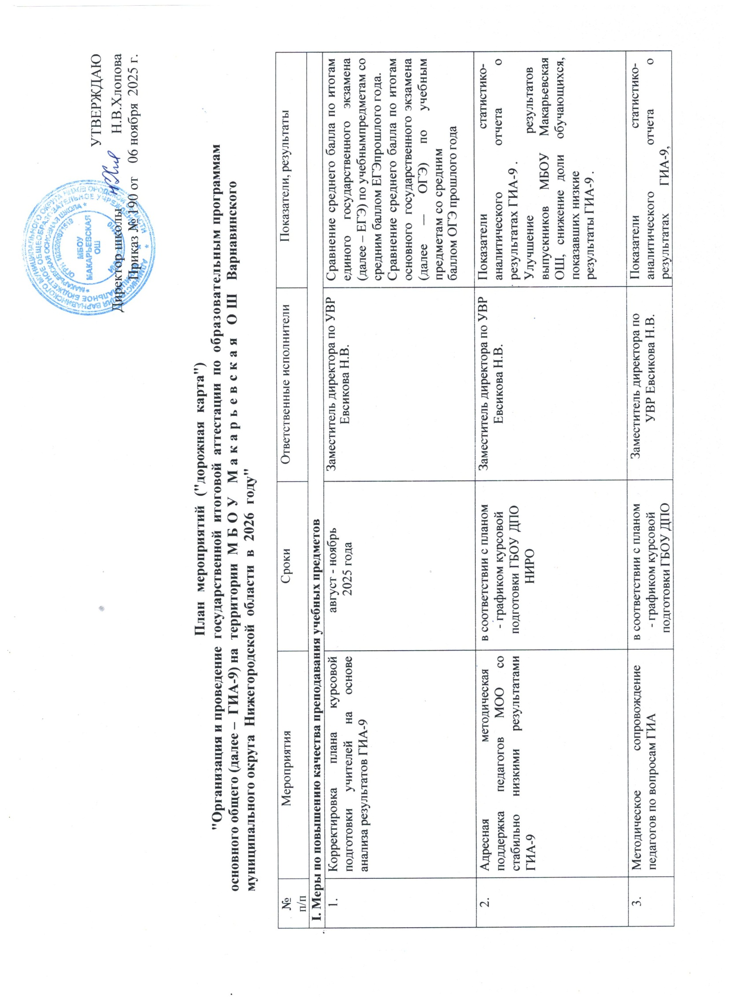 УТВЕРЖДАЮ
Директор школы Н.В.Хлопова
Приказ №190 от 06 ноября 2025 г.
ОГРН 1025200871519
МБОУ
МАКАРЬЕВСКАЯ
ОШ
План мероприятий ("дорожная карта")
"Организация и проведение государственной итоговой аттестации по образовательным программам
основного общего (далее – ГИА-9) на территории МБОУ Макарьевская ОШ Варнавинского
муниципального округа Нижегородской области в 2026 году"
№ п/п
Мероприятия
Сроки
Ответственные исполнители
Показатели, результаты
I. Меры по повышению качества преподавания учебных предметов
1.
Корректировка плана курсовой
подготовки учителей на основе
анализа результатов ГИА-9
август - ноябрь
2025 года
Заместитель директора по УВР
Евсикова Н.В.
Сравнение среднего балла по итогам
единого государственного экзамена
(далее – ЕГЭ) по учебнымпредметам со
средним баллом ЕГЭпрошлого года.
Сравнение среднего балла по итогам
основного государственного экзамена
(далее — ОГЭ) по учебным
предметам со средним
баллом ОГЭ прошлого года
2.
Адресная методическая
поддержка педагогов МОО со
стабильно низкими результатами
ГИА-9
в соответствии с планом
- графиком курсовой
подготовки ГБОУ ДПО
НИРО
Заместитель директора по УВР
Евсикова Н.В.
Показатели статистико-
аналитического отчета о
результатах ГИА-9 .
Улучшение результатов
выпускников МБОУ Макарьевская
ОШ, снижение доли обучающихся,
показавших низкие
результаты ГИА-9 .
3.
Методическое сопровождение
педагогов по вопросам ГИА
в соответствии с планом
- графиком курсовой
подготовки ГБОУ ДПО
Заместитель директора по
УВР Евсикова Н.В.
Показатели статистико-
аналитического отчета о
результатах ГИА-9,